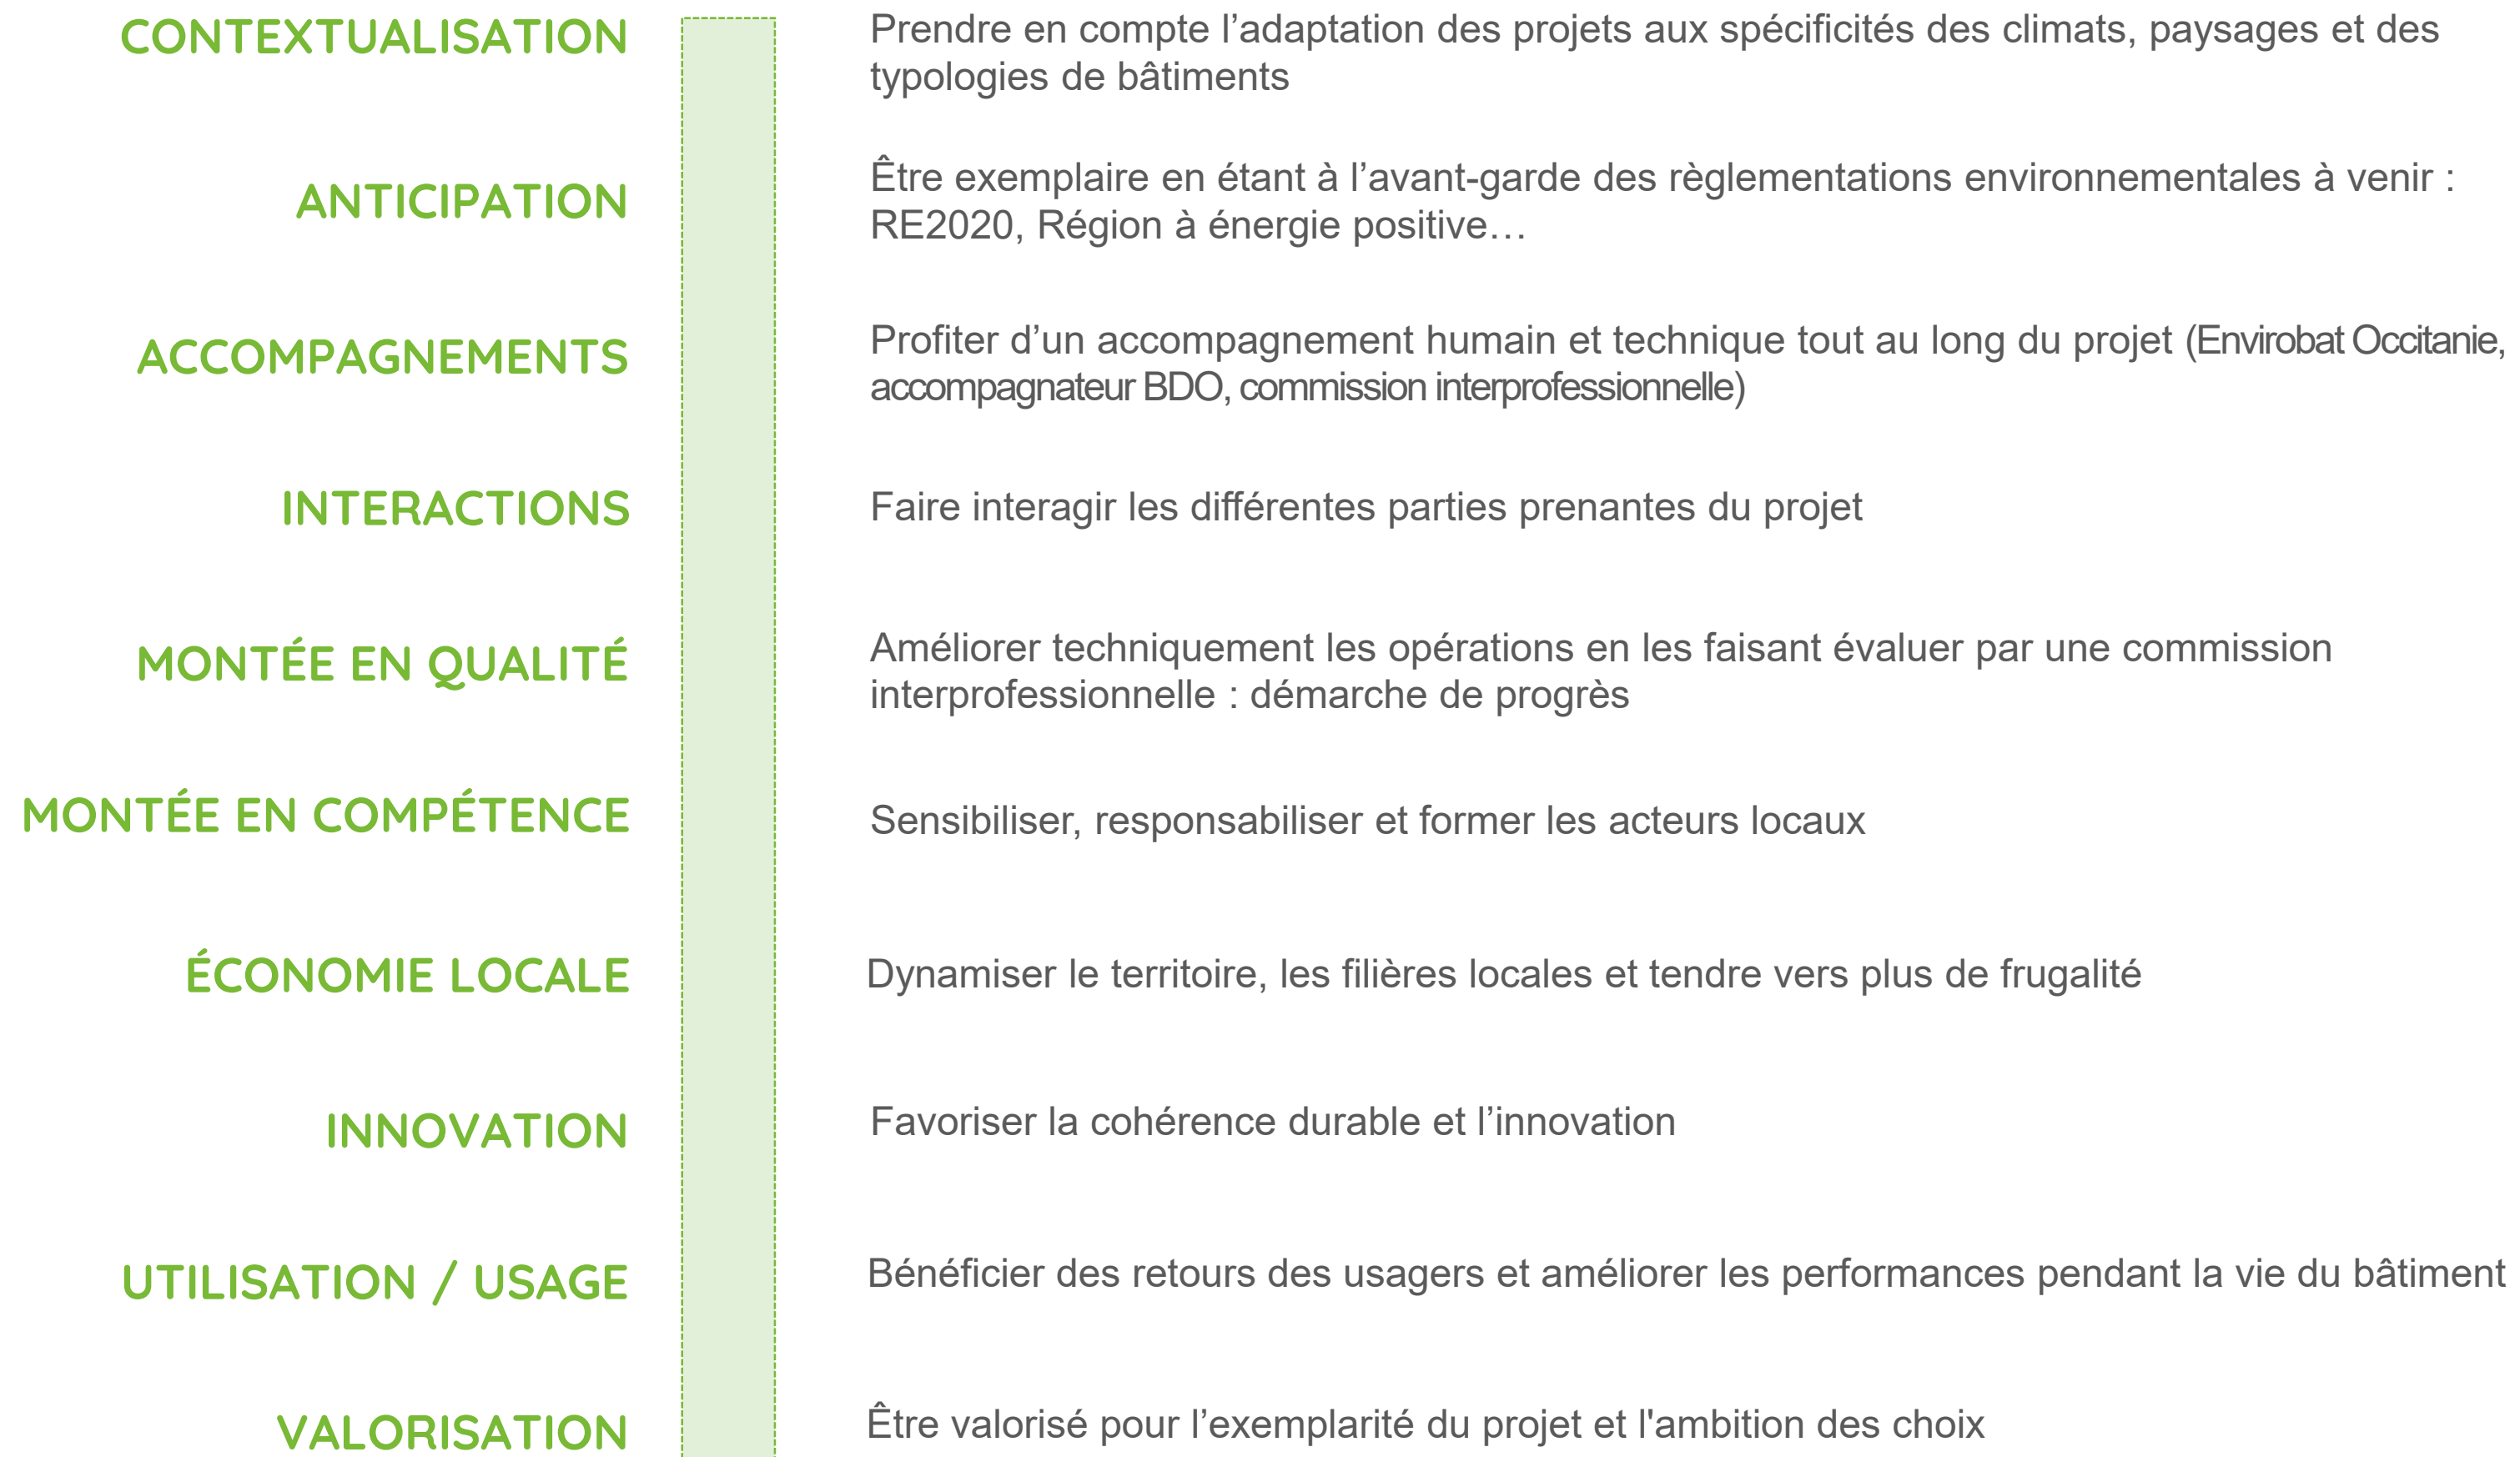 CONTEXTUALISATION
Prendre en compte l’adaptation des projets aux spécificités des climats, paysages et des
typologies de bâtiments
ANTICIPATION
Être exemplaire en étant à l’avant-garde des règlementations environnementales à venir :
RE2020, Région à énergie positive…
ACCOMPAGNEMENTS
Profiter d’un accompagnement humain et technique tout au long du projet (Envirobat Occitanie,
accompagnateur BDO, commission interprofessionnelle)
INTERACTIONS
Faire interagir les différentes parties prenantes du projet
MONTÉE EN QUALITÉ
Améliorer techniquement les opérations en les faisant évaluer par une commission
interprofessionnelle : démarche de progrès
MONTÉE EN COMPÉTENCE
Sensibiliser, responsabiliser et former les acteurs locaux
ÉCONOMIE LOCALE
Dynamiser le territoire, les filières locales et tendre vers plus de frugalité
INNOVATION
Favoriser la cohérence durable et l’innovation
UTILISATION / USAGE
Bénéficier des retours des usagers et améliorer les performances pendant la vie du bâtiment
VALORISATION
Être valorisé pour l’exemplarité du projet et l'ambition des choix